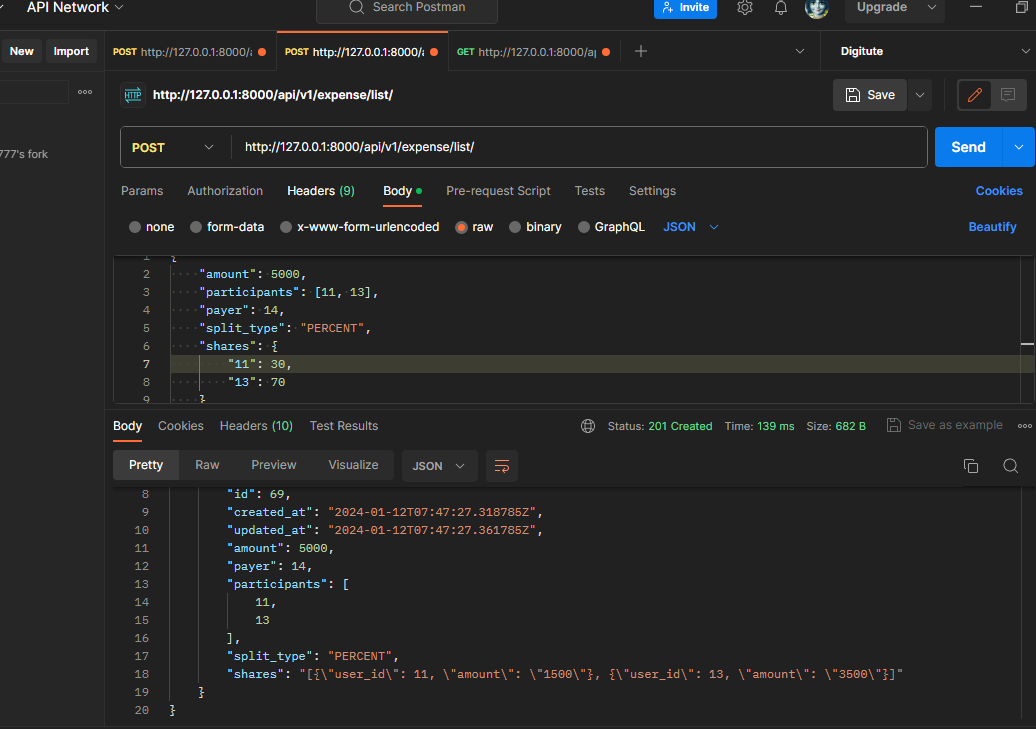 API Network
Search Postman
Invite
Upgrade
New
Import
POST http://127.0.0.1:8000/
POST http://127.0.0.1:8000/
GET http://127.0.0.1:8000/a
Digitute
777's fork
HTTP
http://127.0.0.1:8000/api/v1/expense/list/
Save
POST
http://127.0.0.1:8000/api/v1/expense/list/
Send
Params
Authorization
Headers (9)
Body
Pre-request Script
Tests
Settings
Cookies
none
form-data
x-www-form-urlencoded
raw
binary
GraphQL
JSON
Beautify
1 {
2 "amount": 5000,
3 "participants": [11, 13],
4 "payer": 14,
5 "split_type": "PERCENT",
6 "shares": {
7 "11": 30,
8 "13": 70
9 }
Body
Cookies
Headers (10)
Test Results
Status: 201 Created
Time: 139 ms
Size: 682 B
Save as example
Pretty
Raw
Preview
Visualize
JSON
8 "id": 69,
9 "created_at": "2024-01-12T07:47:27.318785Z",
10 "updated_at": "2024-01-12T07:47:27.361785Z",
11 "amount": 5000,
12 "payer": 14,
13 "participants": [
14 11,
15 13
16 ],
17 "split_type": "PERCENT",
18 "shares": "[{\"user_id\": 11, \"amount\": \"1500\"}, {\"user_id\": 13, \"amount\": \"3500\"}]"
19 }
20 }